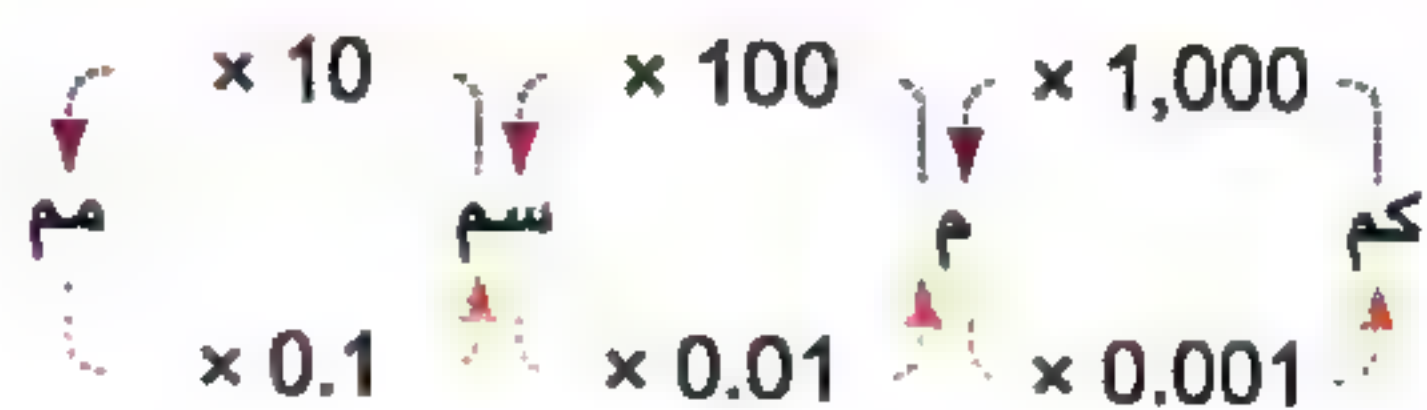 × 10 × 100 × 1,000
مم سم م كم
× 0.1 × 0.01 × 0.001